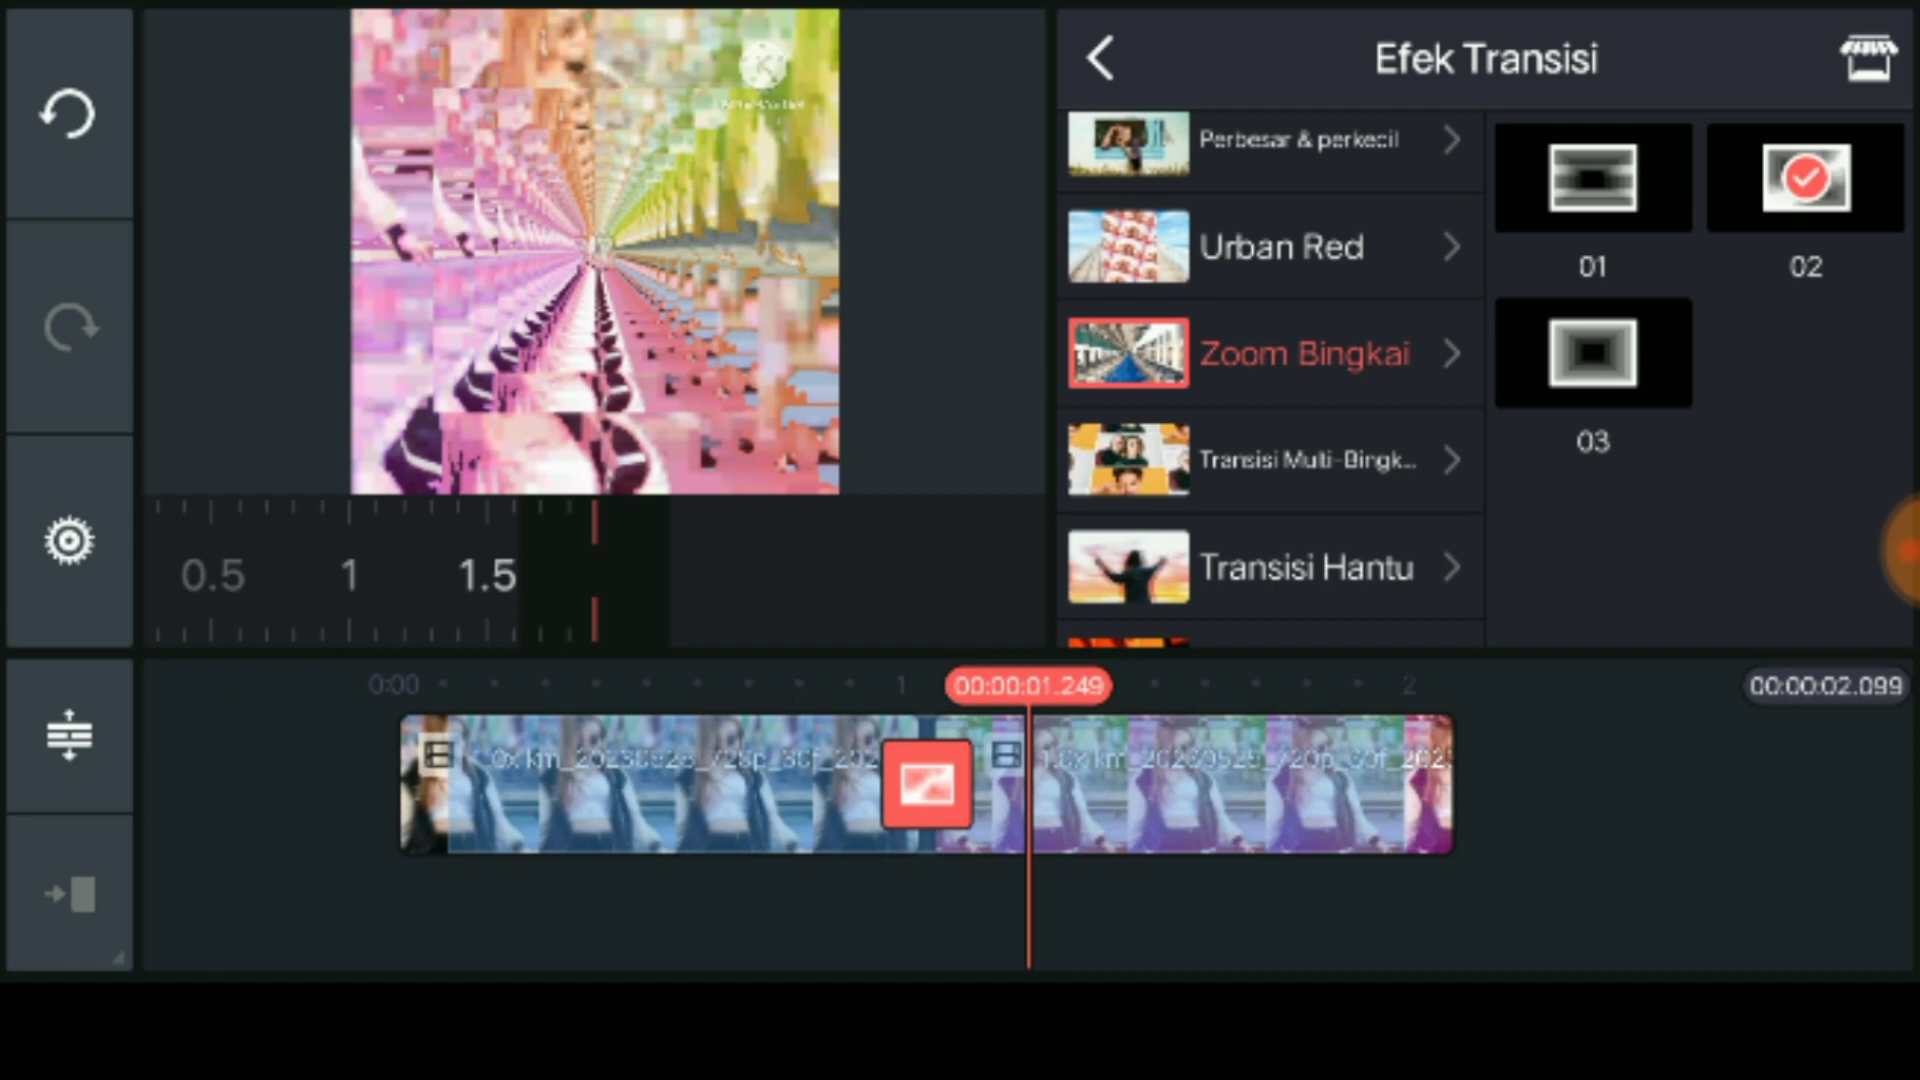 Efek Transisi
Perbesar & perkecil
Urban Red
Zoom Bingkai
Transisi Multi-Bingk...
Transisi Hantu
01
02
03
0.5
1
1.5
0:00
1
00:00:01.249
2
00:00:02.099